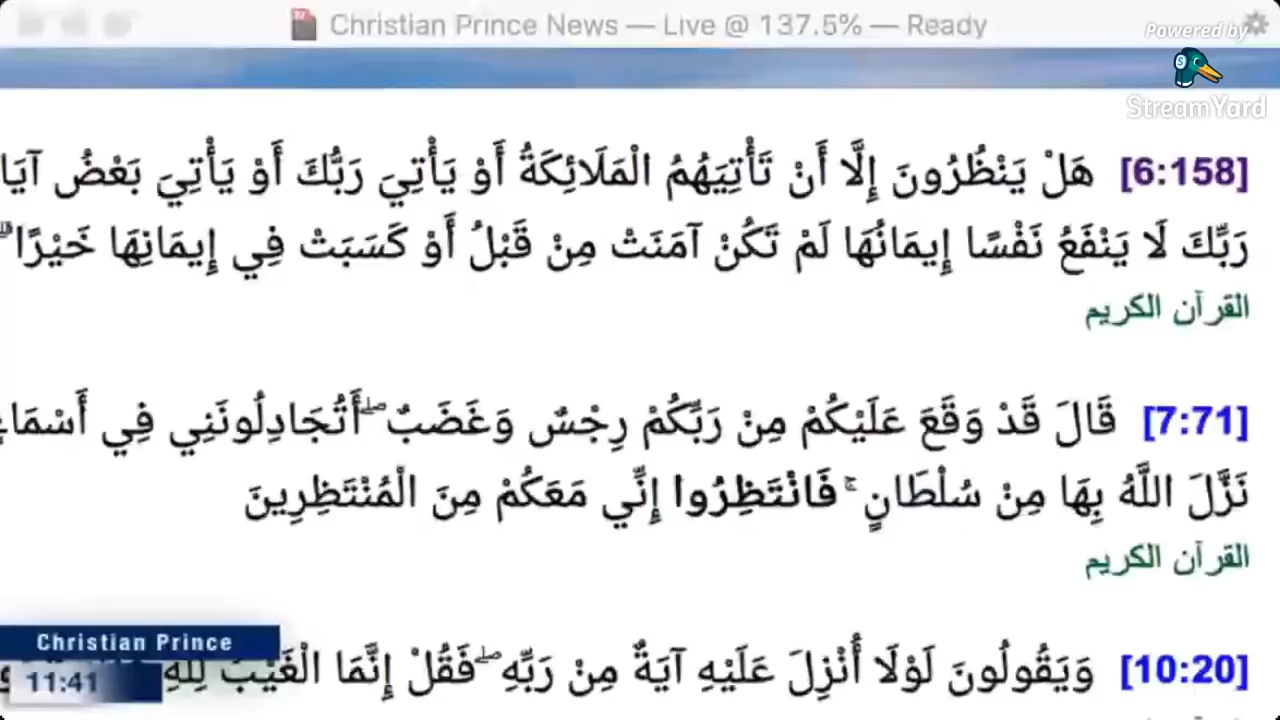 Christian Prince News — Live @ 137.5% — Ready
Powered by
StreamYard
[6:158] هَلْ يَنْظُرُونَ إِلَّا أَنْ تَأْتِيَهُمُ الْمَلَائِكَةُ أَوْ يَأْتِيَ رَبُّكَ أَوْ يَأْتِيَ بَعْضُ آيَا
رَبِّكَ لَا يَنْفَعُ نَفْسًا إِيمَانُهَا لَمْ تَكُنْ آمَنَتْ مِنْ قَبْلُ أَوْ كَسَبَتْ فِي إِيمَانِهَا خَيْرًا ۗ
القرآن الكريم
[7:71] قَالَ قَدْ وَقَعَ عَلَيْكُمْ مِنْ رَبِّكُمْ رِجْسٌ وَغَضَبٌ ۖ أَتُجَادِلُونَنِي فِي أَسْمَاءٍ
نَزَّلَ اللَّهُ بِهَا مِنْ سُلْطَانٍ ۚ فَانْتَظِرُوا إِنِّي مَعَكُمْ مِنَ الْمُنْتَظِرِينَ
القرآن الكريم
[10:20] وَيَقُولُونَ لَوْلَا أُنْزِلَ عَلَيْهِ آيَةٌ مِنْ رَبِّهِ ۖ فَقُلْ إِنَّمَا الْغَيْبُ لِلَّهِ
Christian Prince
11:41